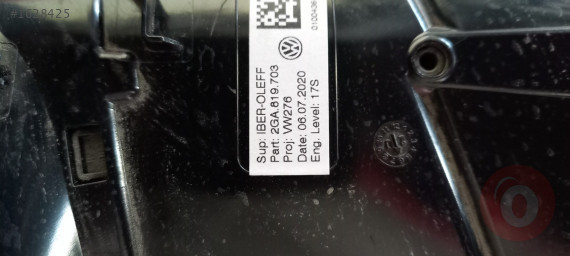 Sup: IBER-OLEFF
Part: 2GA.819.703
Proj: VW276
Date: 06.07.2020
Eng. Level: 17S